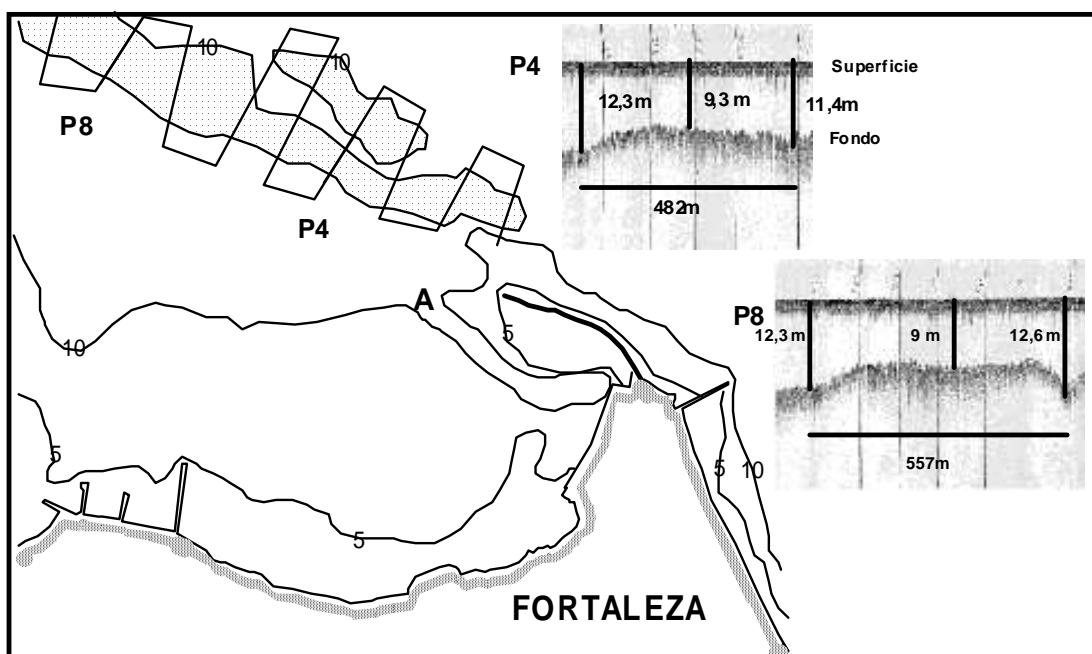 P4
Superficie
12,3m
9,3 m
11,4m
Fondo
482m
10
10
P8
P4
A
5
10
5
5
5
10
P8
12,3 m
9 m
12,6 m
557m
FORTALEZA